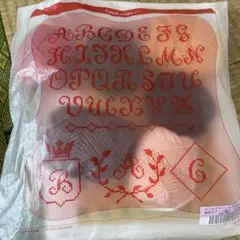 ABCDEFG
HIJKLMN
OPQRSTU
VWXYZ
B A C